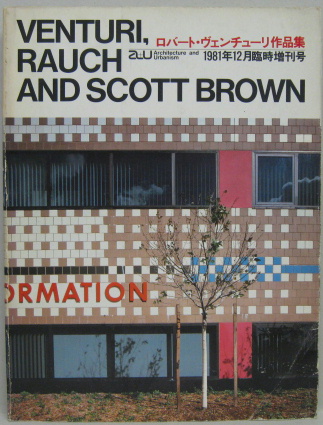 VENTURI,
RAUCH
ロバート・ヴェンチューリ作品集
a+u Architecture and
Urbanism
1981年12月臨時増刊号
AND SCOTT BROWN
ORMATION